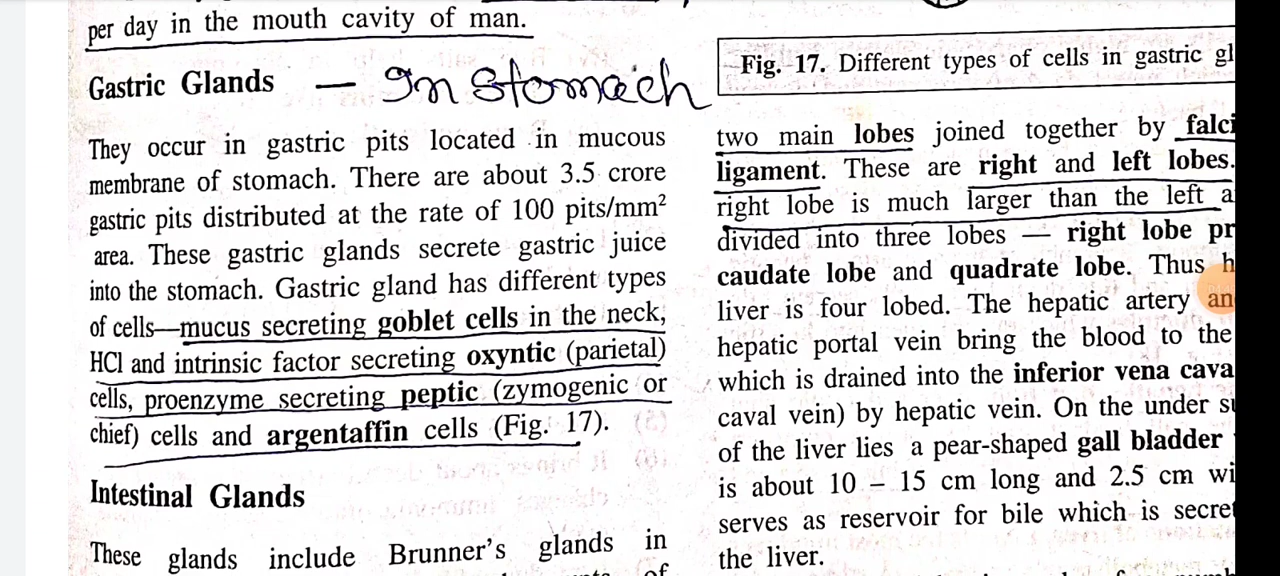 per day in the mouth cavity of man.
Gastric Glands — In Stomach
They occur in gastric pits located in mucous
membrane of stomach. There are about 3.5 crore
gastric pits distributed at the rate of 100 pits/mm²
area. These gastric glands secrete gastric juice
into the stomach. Gastric gland has different types
of cells—mucus secreting goblet cells in the neck,
HCl and intrinsic factor secreting oxyntic (parietal)
cells, proenzyme secreting peptic (zymogenic or
chief) cells and argentaffin cells (Fig. 17).
Intestinal Glands
These glands include Brunner's glands in
of
Fig. 17. Different types of cells in gastric gl
two main lobes joined together by falci
ligament. These are right and left lobes.
right lobe is much larger than the left a
divided into three lobes — right lobe pr
caudate lobe and quadrate lobe. Thus h
liver is four lobed. The hepatic artery an
hepatic portal vein bring the blood to the
which is drained into the inferior vena cava
caval vein) by hepatic vein. On the under su
of the liver lies a pear-shaped gall bladder
is about 10 – 15 cm long and 2.5 cm wi
serves as reservoir for bile which is secret
the liver.